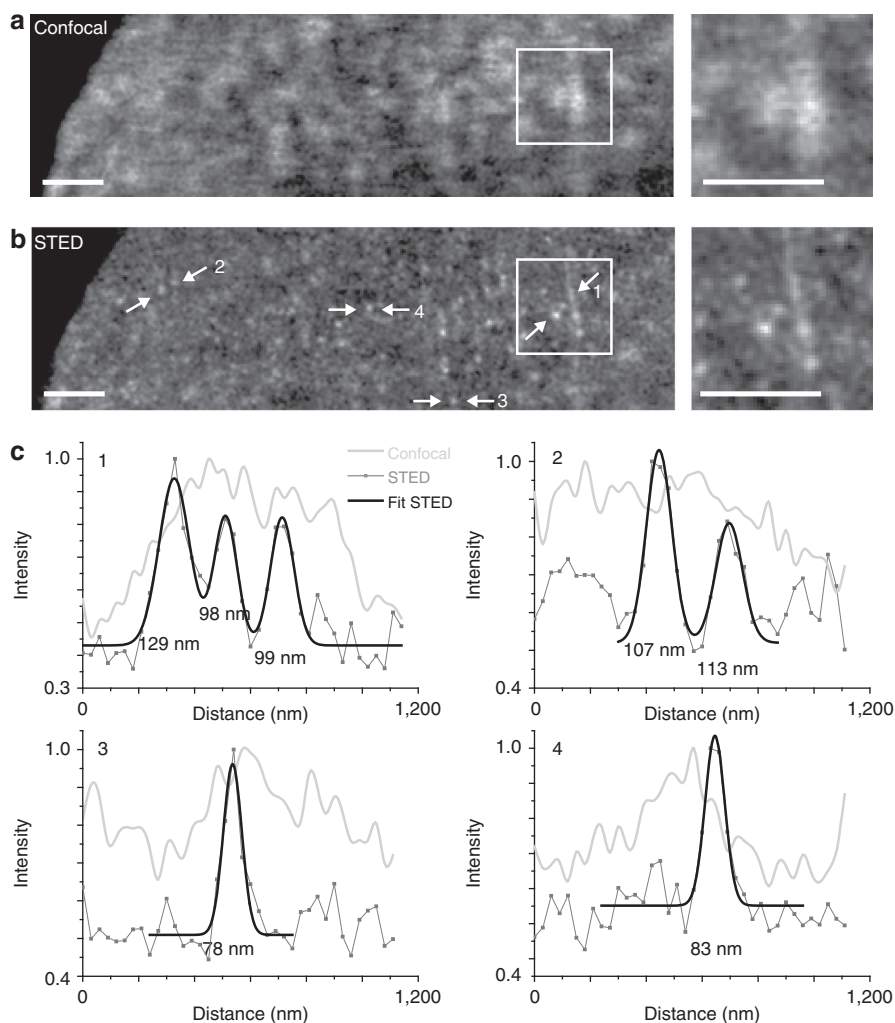 a
Confocal
b
STED
2
4
1
3
c
1
1.0
Confocal
STED
Fit STED
Intensity
98 nm
129 nm
99 nm
0.3
0
Distance (nm)
1,200
2
1.0
Intensity
107 nm
113 nm
0.4
0
Distance (nm)
1,200
3
1.0
Intensity
78 nm
0.4
0
Distance (nm)
1,200
4
1.0
Intensity
83 nm
0.4
0
Distance (nm)
1,200